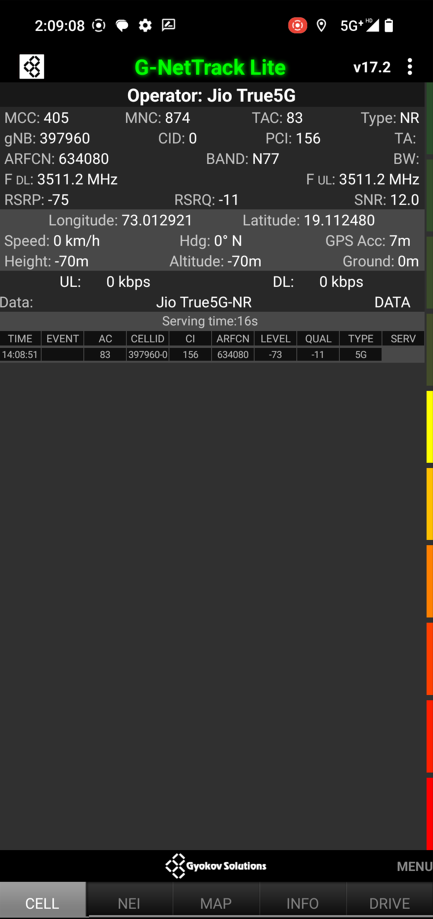 2:09:08 5G+ HD
G-NetTrack Lite v17.2
Operator: Jio True5G
MCC: 405 MNC: 874 TAC: 83 Type: NR
gNB: 397960 CID: 0 PCI: 156 TA:
ARFCN: 634080 BAND: N77 BW:
F DL: 3511.2 MHz F UL: 3511.2 MHz
RSRP: -75 RSRQ: -11 SNR: 12.0
Longitude: 73.012921 Latitude: 19.112480
Speed: 0 km/h Hdg: 0° N GPS Acc: 7m
Height: -70m Altitude: -70m Ground: 0m
UL: 0 kbps DL: 0 kbps
Data: Jio True5G-NR DATA
Serving time:16s
TIME EVENT AC CELLID CI ARFCN LEVEL QUAL TYPE SERV
14:08:51 83 397960-0 156 634080 -73 -11 5G
Gyokov Solutions MENU
CELL NEI MAP INFO DRIVE